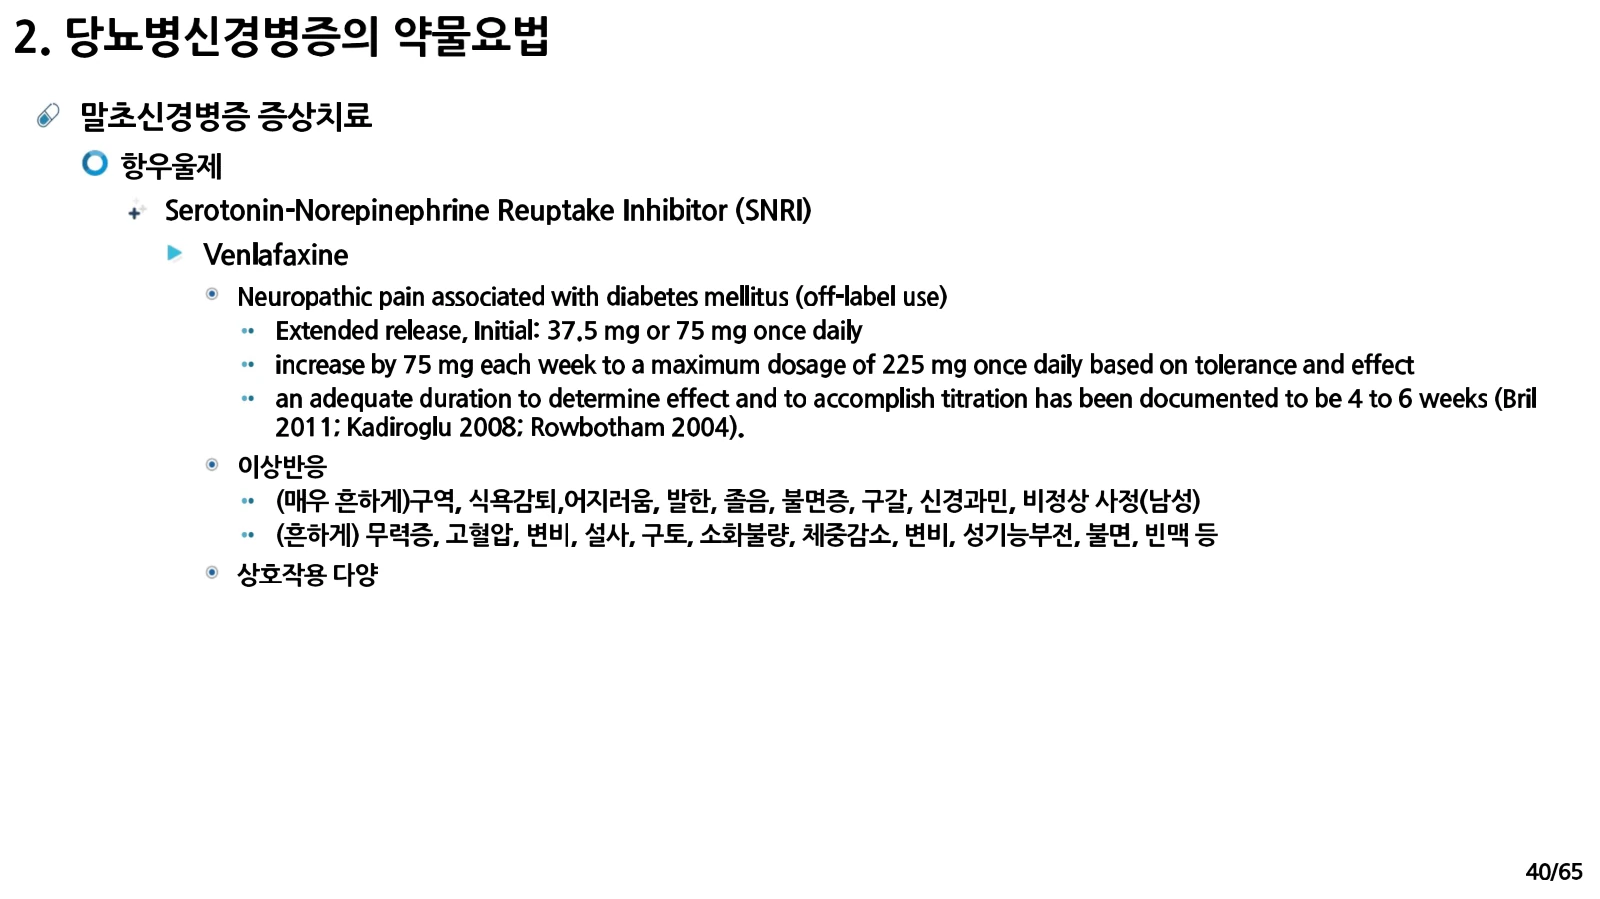 2. 당뇨병신경병증의 약물요법
말초신경병증 증상치료
항우울제
Serotonin-Norepinephrine Reuptake Inhibitor (SNRI)
Venlafaxine
Neuropathic pain associated with diabetes mellitus (off-label use)
Extended release, Initial: 37.5 mg or 75 mg once daily
increase by 75 mg each week to a maximum dosage of 225 mg once daily based on tolerance and effect
an adequate duration to determine effect and to accomplish titration has been documented to be 4 to 6 weeks (Bril
2011; Kadiroglu 2008; Rowbotham 2004).
이상반응
(매우 흔하게)구역, 식욕감퇴,어지러움, 발한, 졸음, 불면증, 구갈, 신경과민, 비정상 사정(남성)
(흔하게) 무력증, 고혈압, 변비, 설사, 구토, 소화불량, 체중감소, 변비, 성기능부전, 불면, 빈맥 등
상호작용 다양
40/65